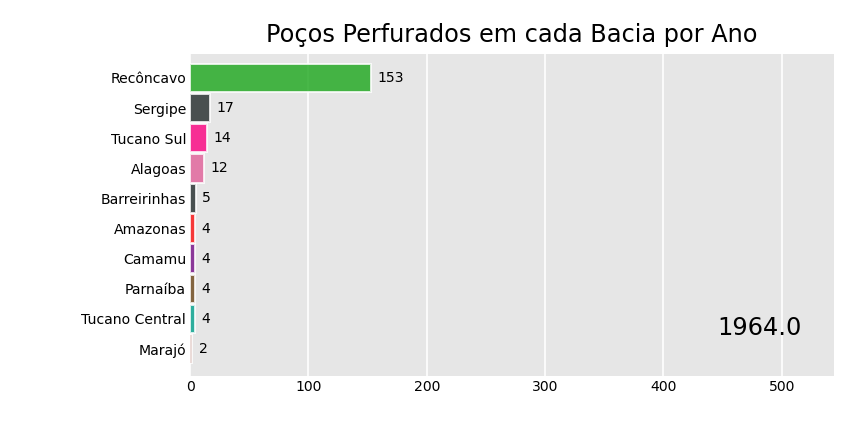 Poços Perfurados em cada Bacia por Ano
Recôncavo 153
Sergipe 17
Tucano Sul 14
Alagoas 12
Barreirinhas 5
Amazonas 4
Camamu 4
Parnaíba 4
Tucano Central 4
1964.0
Marajó 2
0 100 200 300 400 500